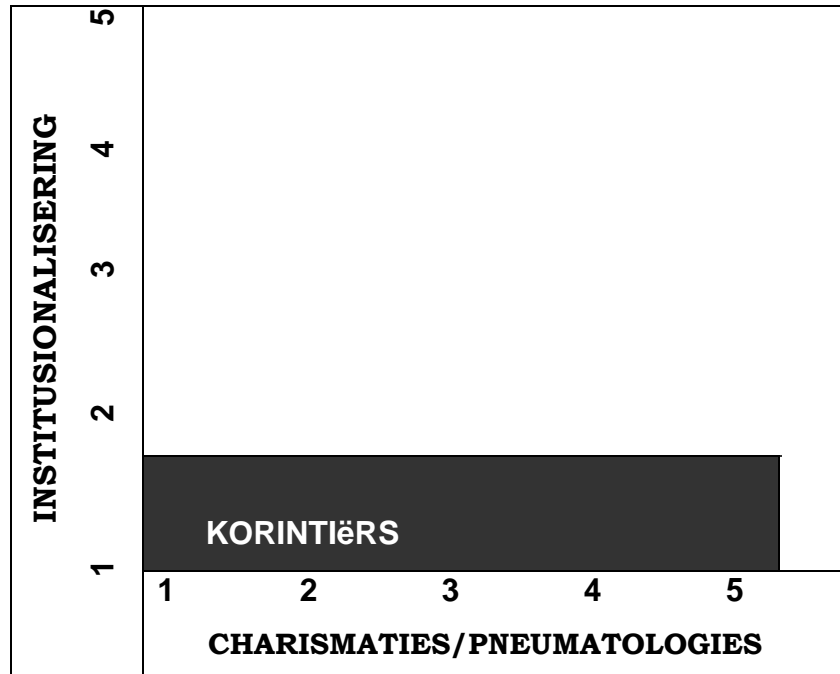 5
4
3
2
1
INSTITUSIONALISERING
KORINTIëRS
1 2 3 4 5
CHARISMATIES/PNEUMATOLOGIES